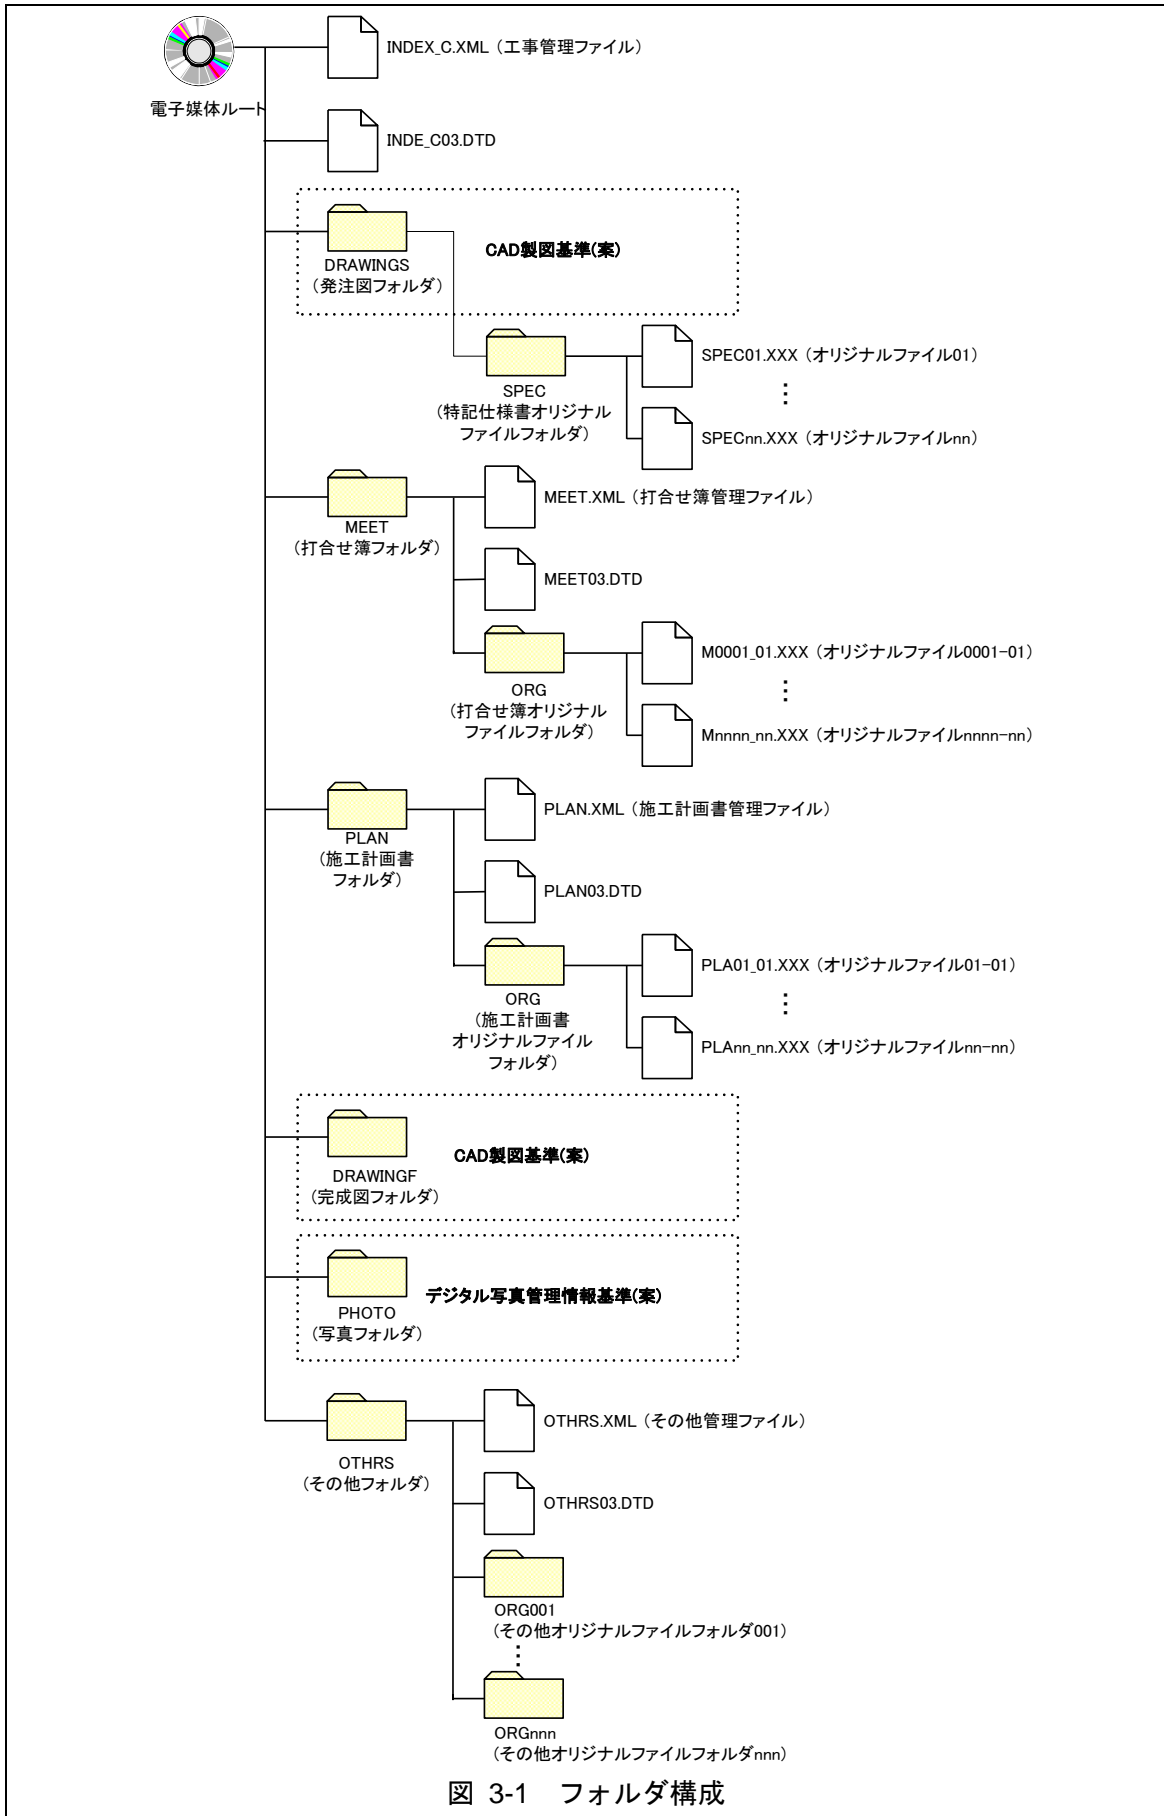 INDEX_C.XML（工事管理ファイル）
電子媒体ルート
INDE_C03.DTD
CAD製図基準(案)
DRAWINGS
（発注図フォルダ）
SPEC01.XXX（オリジナルファイル01）
SPEC
（特記仕様書オリジナル
ファイルフォルダ）
SPECnn.XXX（オリジナルファイルnn）
MEET.XML（打合せ簿管理ファイル）
MEET
（打合せ簿フォルダ）
MEET03.DTD
M0001_01.XXX（オリジナルファイル0001-01）
ORG
（打合せ簿オリジナル
ファイルフォルダ）
Mnnnn_nn.XXX（オリジナルファイルnnnn-nn）
PLAN.XML（施工計画書管理ファイル）
PLAN
（施工計画書
フォルダ）
PLAN03.DTD
PLA01_01.XXX（オリジナルファイル01-01）
ORG
（施工計画書
オリジナルファイル
フォルダ）
PLAnn_nn.XXX（オリジナルファイルnn-nn）
CAD製図基準(案)
DRAWINGF
（完成図フォルダ）
デジタル写真管理情報基準(案)
PHOTO
（写真フォルダ）
OTHRS.XML（その他管理ファイル）
OTHRS
（その他フォルダ）
OTHRS03.DTD
ORG001
（その他オリジナルファイルフォルダ001）
ORGnnn
（その他オリジナルファイルフォルダnnn）
図 3-1　フォルダ構成